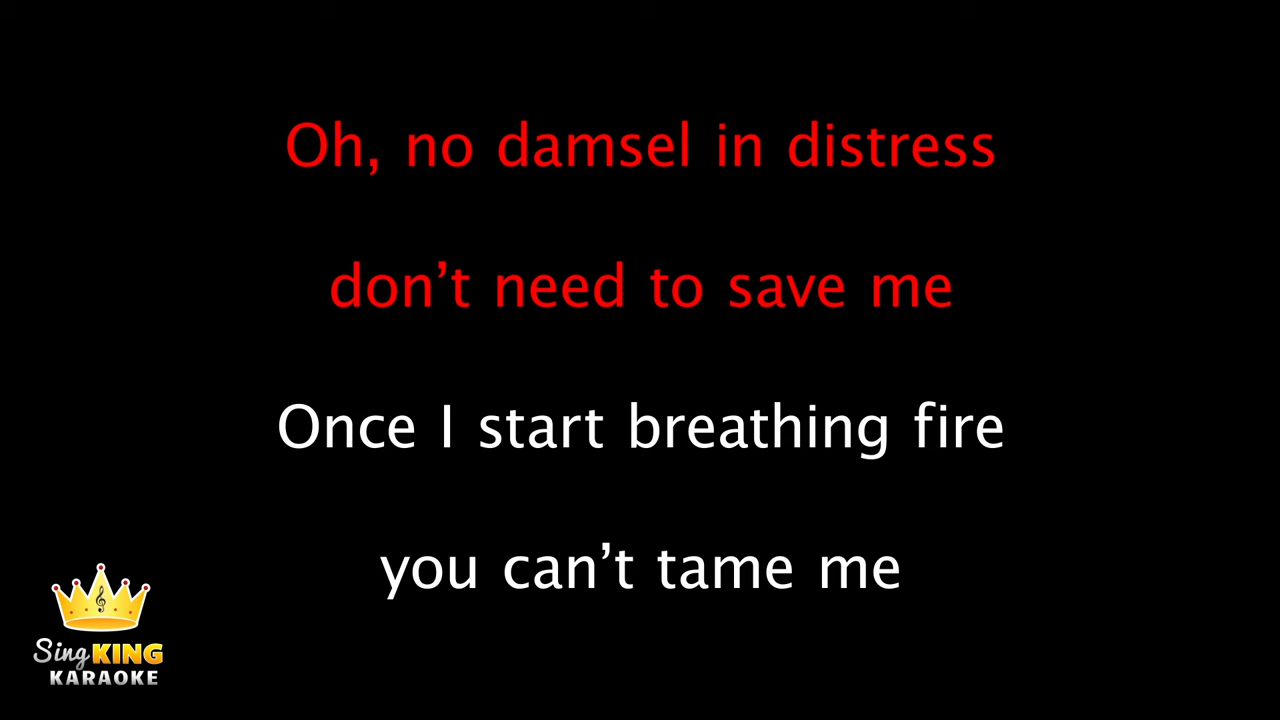 Oh, no damsel in distress
don’t need to save me
Once I start breathing fire
you can’t tame me
Sing KING
KARAOKE